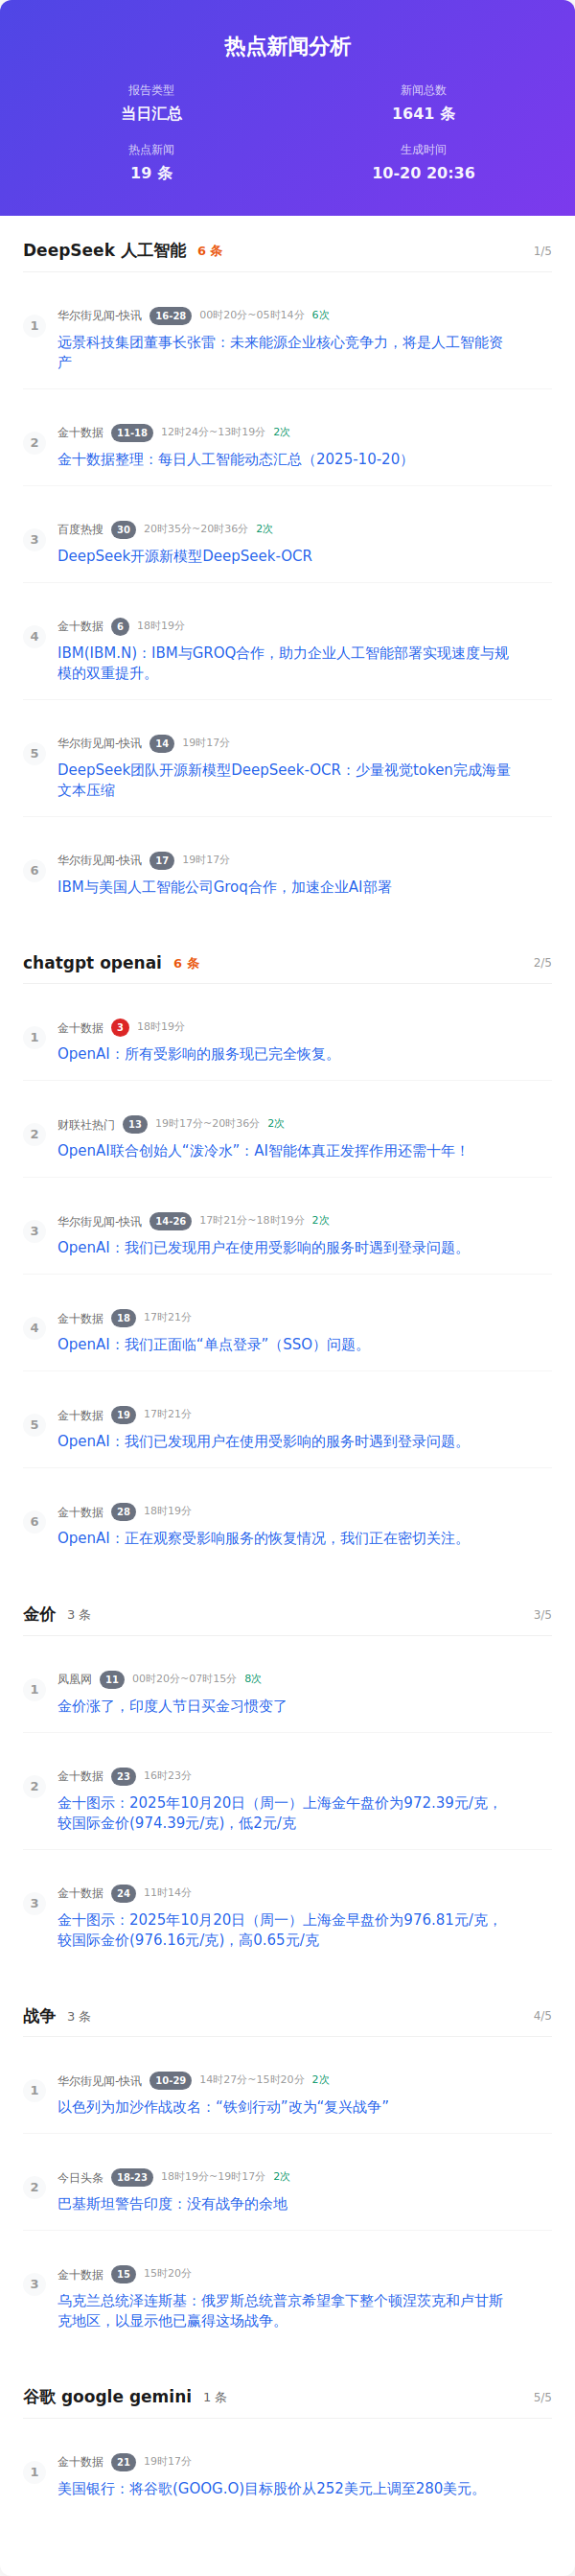 热点新闻分析
报告类型
新闻总数
当日汇总
1641 条
热点新闻
生成时间
19 条
10-20 20:36
DeepSeek 人工智能 6 条 1/5
1
华尔街见闻-快讯 16-28 00时20分~05时14分 6次
远景科技集团董事长张雷：未来能源企业核心竞争力，将是人工智能资
产
2
金十数据 11-18 12时24分~13时19分 2次
金十数据整理：每日人工智能动态汇总（2025-10-20）
3
百度热搜 30 20时35分~20时36分 2次
DeepSeek开源新模型DeepSeek-OCR
4
金十数据 6 18时19分
IBM(IBM.N)：IBM与GROQ合作，助力企业人工智能部署实现速度与规
模的双重提升。
5
华尔街见闻-快讯 14 19时17分
DeepSeek团队开源新模型DeepSeek-OCR：少量视觉token完成海量
文本压缩
6
华尔街见闻-快讯 17 19时17分
IBM与美国人工智能公司Groq合作，加速企业AI部署
chatgpt openai 6 条 2/5
1
金十数据 3 18时19分
OpenAI：所有受影响的服务现已完全恢复。
2
财联社热门 13 19时17分~20时36分 2次
OpenAI联合创始人“泼冷水”：AI智能体真正发挥作用还需十年！
3
华尔街见闻-快讯 14-26 17时21分~18时19分 2次
OpenAI：我们已发现用户在使用受影响的服务时遇到登录问题。
4
金十数据 18 17时21分
OpenAI：我们正面临“单点登录”（SSO）问题。
5
金十数据 19 17时21分
OpenAI：我们已发现用户在使用受影响的服务时遇到登录问题。
6
金十数据 28 18时19分
OpenAI：正在观察受影响服务的恢复情况，我们正在密切关注。
金价 3 条 3/5
1
凤凰网 11 00时20分~07时15分 8次
金价涨了，印度人节日买金习惯变了
2
金十数据 23 16时23分
金十图示：2025年10月20日（周一）上海金午盘价为972.39元/克，
较国际金价(974.39元/克)，低2元/克
3
金十数据 24 11时14分
金十图示：2025年10月20日（周一）上海金早盘价为976.81元/克，
较国际金价(976.16元/克)，高0.65元/克
战争 3 条 4/5
1
华尔街见闻-快讯 10-29 14时27分~15时20分 2次
以色列为加沙作战改名：“铁剑行动”改为“复兴战争”
2
今日头条 18-23 18时19分~19时17分 2次
巴基斯坦警告印度：没有战争的余地
3
金十数据 15 15时20分
乌克兰总统泽连斯基：俄罗斯总统普京希望拿下整个顿涅茨克和卢甘斯
克地区，以显示他已赢得这场战争。
谷歌 google gemini 1 条 5/5
1
金十数据 21 19时17分
美国银行：将谷歌(GOOG.O)目标股价从252美元上调至280美元。